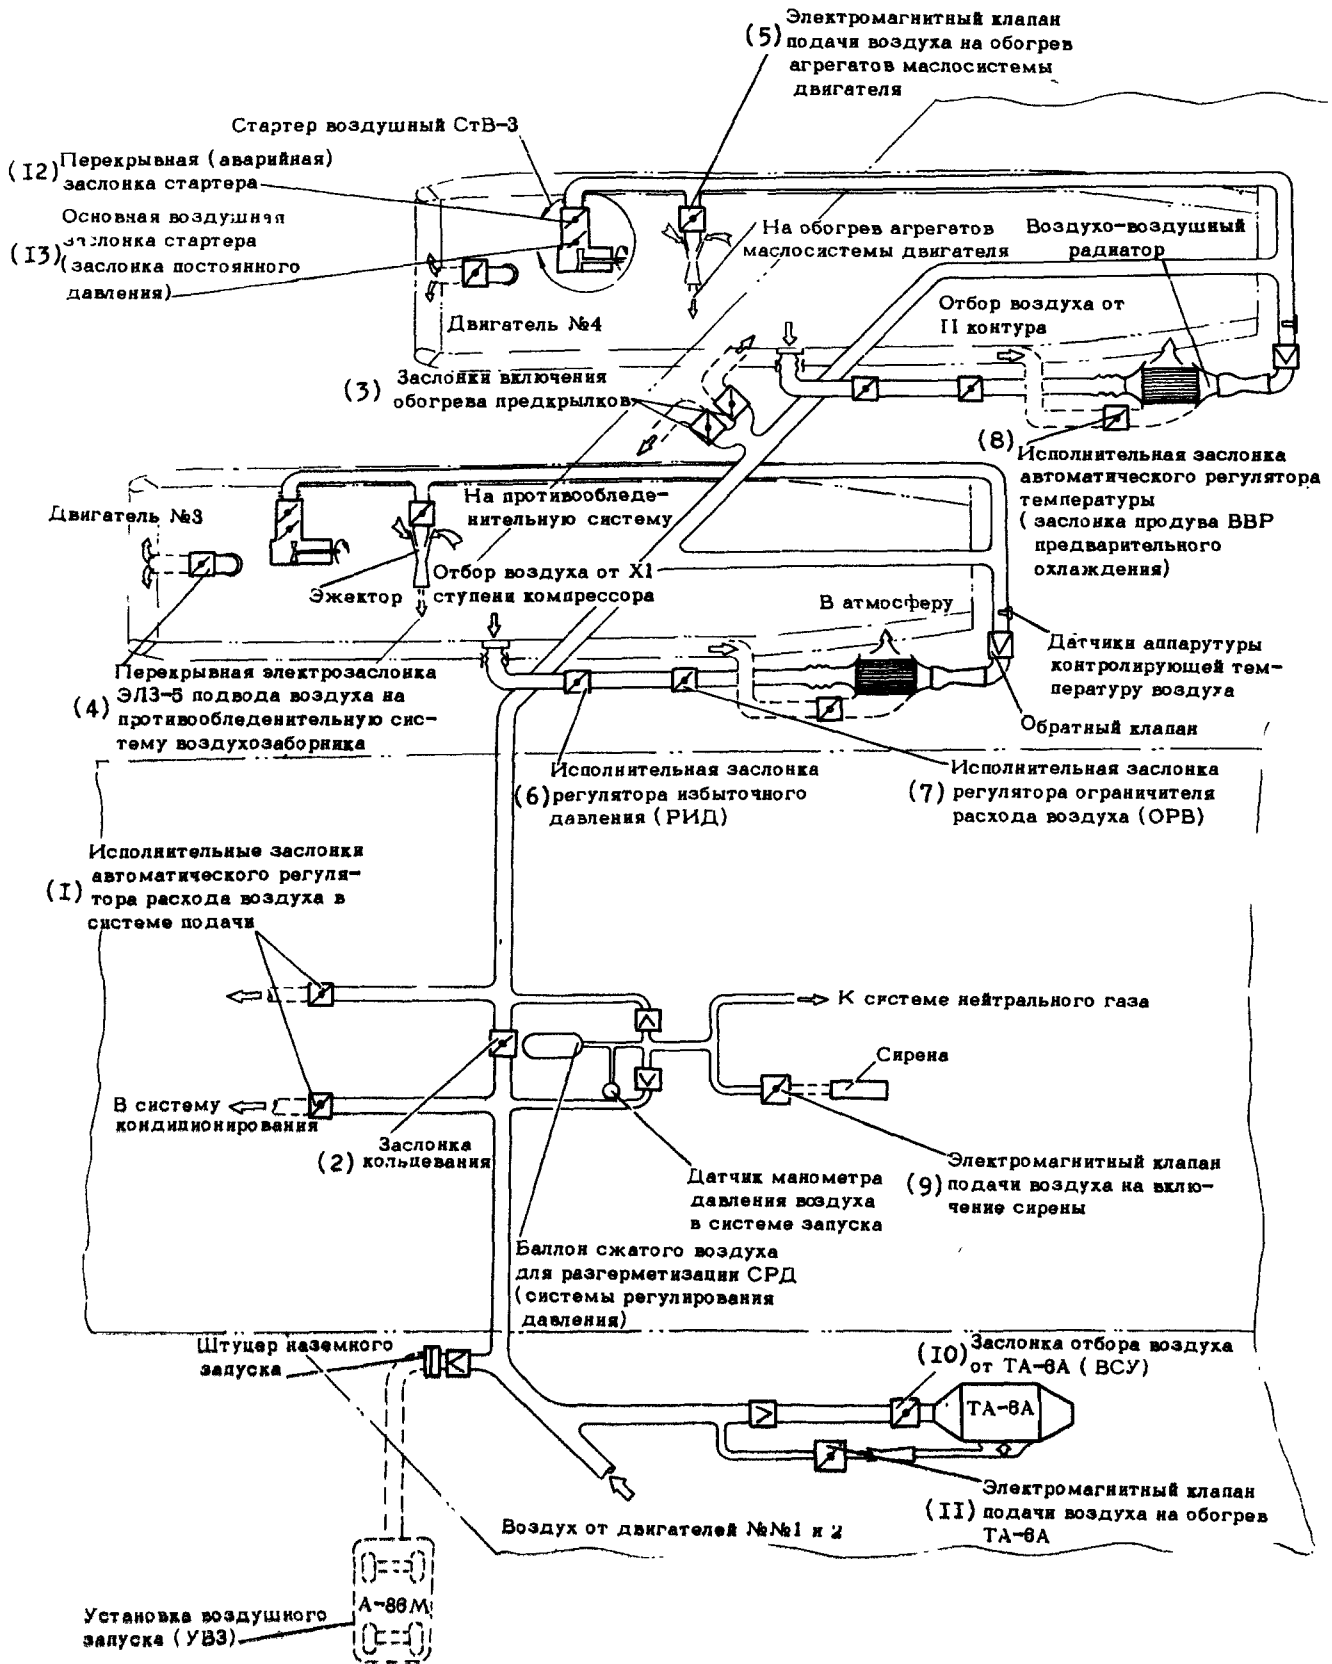 (5) Электромагнитный клапан
подачи воздуха на обогрев
агрегатов маслосистемы
двигателя
Стартер воздушный СтВ-3
(12) Перекрывная (аварийная)
заслонка стартера
Основная воздушная
заслонка стартера
(13) (заслонка постоянного
давления)
На обогрев агрегатов
маслосистемы двигателя
Воздухо-воздушный
радиатор
Двигатель №4
Отбор воздуха от
II контура
(3) Заслонки включения
обогрева предкрылков
(8) Исполнительная заслонка
автоматического регулятора
температуры
(заслонка продува ВВР
предварительного
охлаждения)
Двигатель №3
На противообледе-
нительную систему
Эжектор
Отбор воздуха от X1
ступени компрессора
В атмосферу
Датчики аппарутуры
контролирующей тем-
пературу воздуха
Обратный клапан
(4) Перекрывная электрозаслонка
ЭЛЗ-5 подвода воздуха на
противообледенительную сис-
тему воздухозаборника
(6) Исполнительная заслонка
регулятора избыточного
давления (РИД)
(7) Исполнительная заслонка
регулятора ограничителя
расхода воздуха (ОРВ)
(1) Исполнительные заслонки
автоматического регуля-
тора расхода воздуха в
системе подачи
К системе нейтрального газа
Сирена
В систему
кондиционирования
(2) Заслонка
кольцевания
Датчик манометра
давления воздуха
в системе запуска
(9) Электромагнитный клапан
подачи воздуха на вклю-
чение сирены
Баллон сжатого воздуха
для разгерметизации СРД
(системы регулирования
давления)
Штуцер наземного
запуска
(10) Заслонка отбора воздуха
от ТА-6А (ВСУ)
ТА-6А
(11) Электромагнитный клапан
подачи воздуха на обогрев
ТА-6А
Воздух от двигателей №№1 и 2
А-86М
Установка воздушного
запуска (УВЗ)